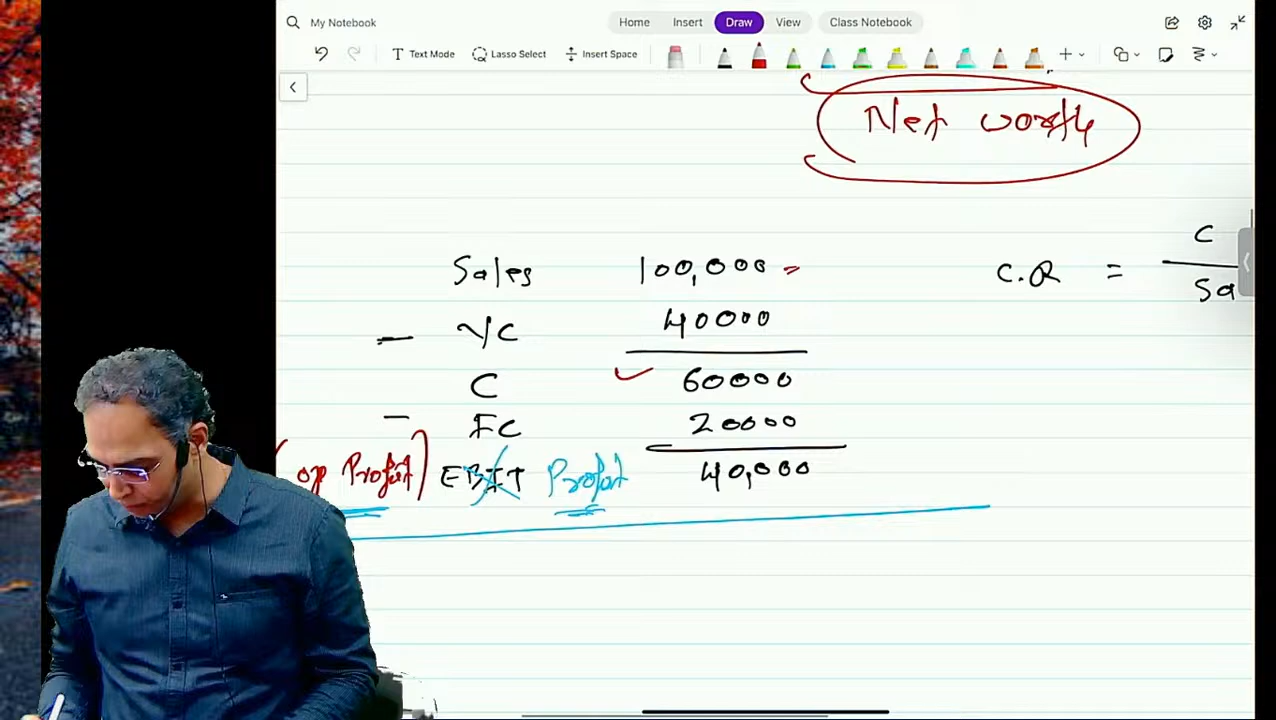 My Notebook
Home Insert Draw View Class Notebook
Text Mode Lasso Select Insert Space
Net worth
Sales 100,000
- VC 40000
C 60000
- FC 20000
(op Profit) EBIT Profit 40,000
C.R = C
Sa